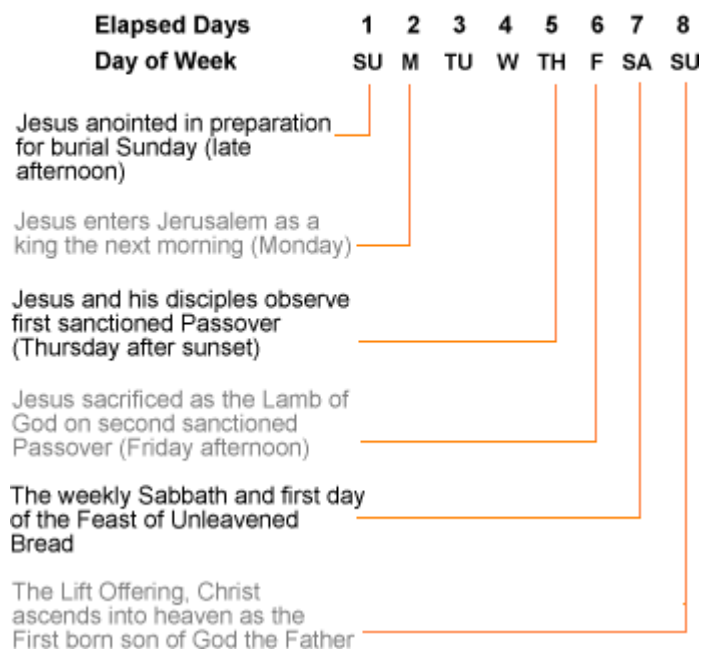 Elapsed Days 1 2 3 4 5 6 7 8
Day of Week SU M TU W TH F SA SU
Jesus anointed in preparation
for burial Sunday (late
afternoon)
Jesus enters Jerusalem as a
king the next morning (Monday)
Jesus and his disciples observe
first sanctioned Passover
(Thursday after sunset)
Jesus sacrificed as the Lamb of
God on second sanctioned
Passover (Friday afternoon)
The weekly Sabbath and first day
of the Feast of Unleavened
Bread
The Lift Offering, Christ
ascends into heaven as the
First born son of God the Father